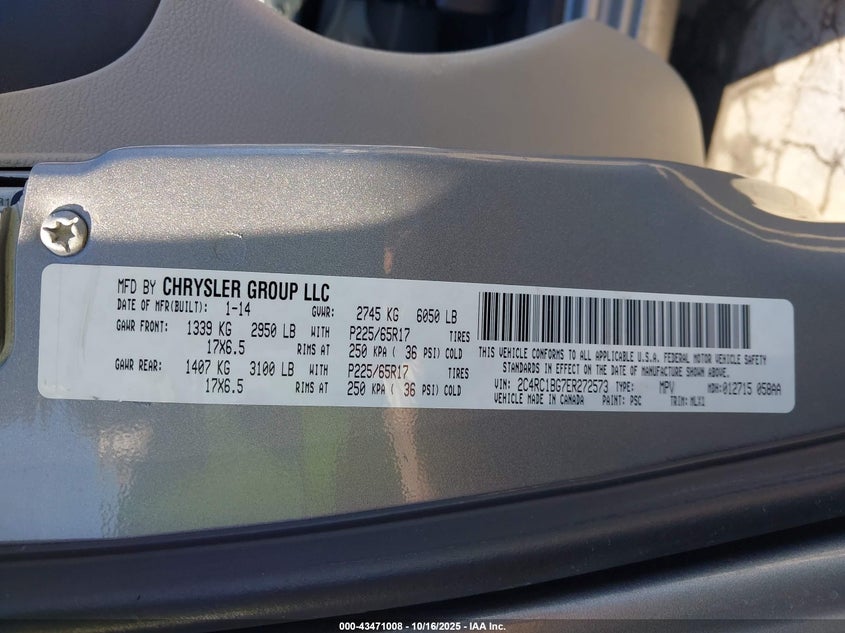 MFD BY CHRYSLER GROUP LLC
DATE OF MFR(BUILT): 1-14 GVWR: 2745 KG 6050 LB
GAWR FRONT: 1339 KG 2950 LB WITH P225/65R17 TIRES
17X6.5 RIMS AT 250 KPA ( 36 PSI) COLD
GAWR REAR: 1407 KG 3100 LB WITH P225/65R17 TIRES
17X6.5 RIMS AT 250 KPA ( 36 PSI) COLD
THIS VEHICLE CONFORMS TO ALL APPLICABLE U.S.A. FEDERAL MOTOR VEHICLE SAFETY
STANDARDS IN EFFECT ON THE DATE OF MANUFACTURE SHOWN ABOVE.
VIN: 2C4RC1BG7ER272573 TYPE: MPV MDH:012715 058AA
VEHICLE MADE IN CANADA PAINT: PSC TRIM: MLX1
000-43471008 - 10/16/2025 - IAA Inc.